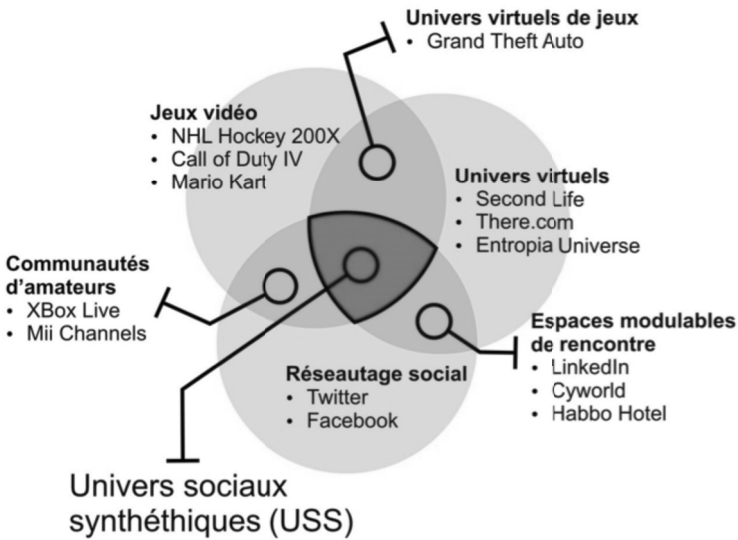 Univers virtuels de jeux
• Grand Theft Auto
Jeux vidéo
• NHL Hockey 200X
• Call of Duty IV
• Mario Kart
Univers virtuels
• Second Life
• There.com
• Entropia Universe
Communautés
d'amateurs
• XBox Live
• Mii Channels
Espaces modulables
de rencontre
• LinkedIn
• Cyworld
• Habbo Hotel
Réseautage social
• Twitter
• Facebook
Univers sociaux
synthéthiques (USS)